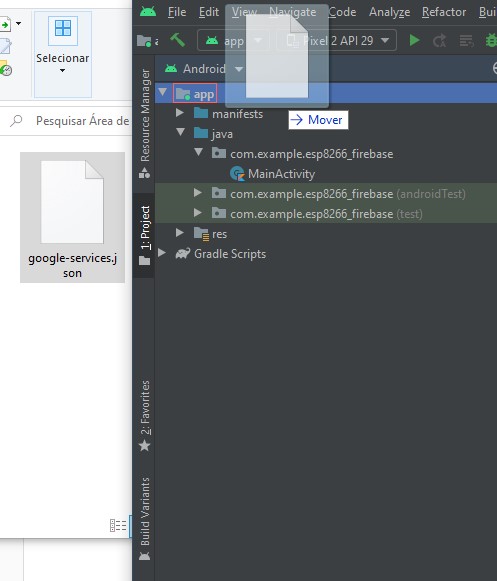 File Edit View Navigate Code Analyze Refactor Build
app Pixel 2 API 29
Selecionar
Android
Pesquisar Área de
google-services.j
son
Resource Manager
1: Project
2: Favorites
Build Variants
app
manifests
Mover
java
com.example.esp8266_firebase
MainActivity
com.example.esp8266_firebase (androidTest)
com.example.esp8266_firebase (test)
res
Gradle Scripts